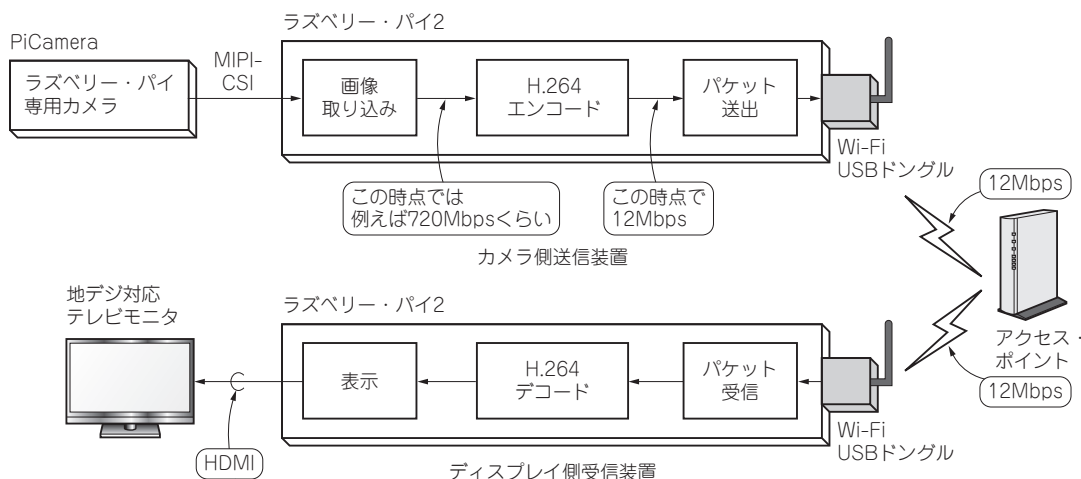 ラズベリー・パイ2
PiCamera
ラズベリー・パイ
専用カメラ
MIPI-
CSI
画像
取り込み
H.264
エンコード
パケット
送出
Wi-Fi
USBドングル
この時点では
例えば720Mbpsくらい
この時点で
12Mbps
カメラ側送信装置
12Mbps
アクセス・
ポイント
12Mbps
地デジ対応
テレビモニタ
ラズベリー・パイ2
表示
H.264
デコード
パケット
受信
Wi-Fi
USBドングル
HDMI
ディスプレイ側受信装置